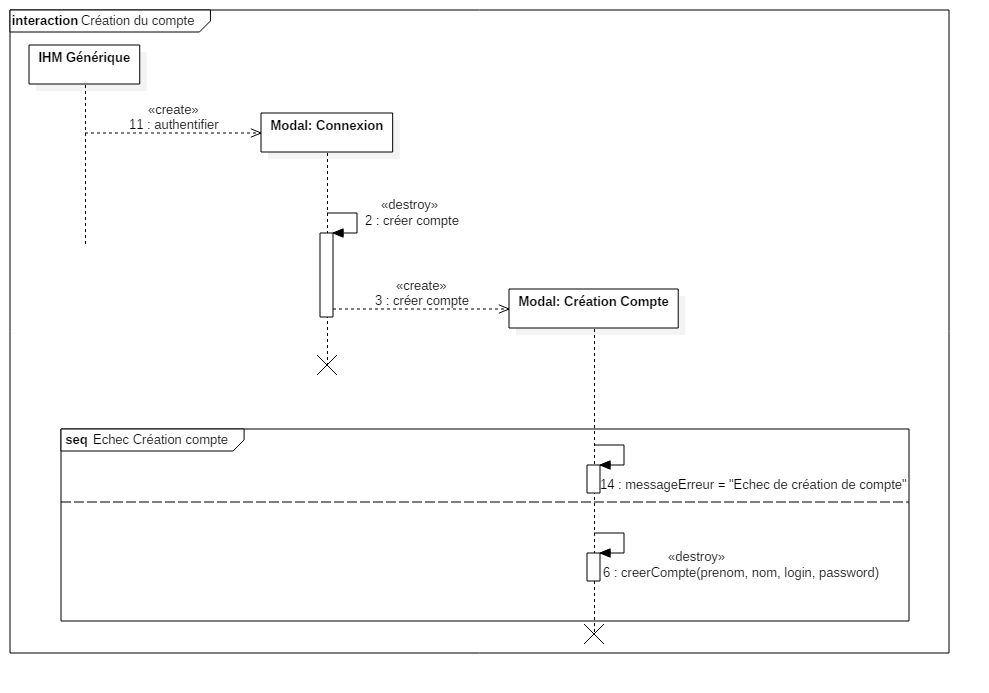 interaction Création du compte
IHM Générique
«create»
11 : authentifier
Modal: Connexion
«destroy»
2 : créer compte
«create»
3 : créer compte
Modal: Création Compte
seq Echec Création compte
14 : messageErreur = "Echec de création de compte"
«destroy»
6 : creerCompte(prenom, nom, login, password)